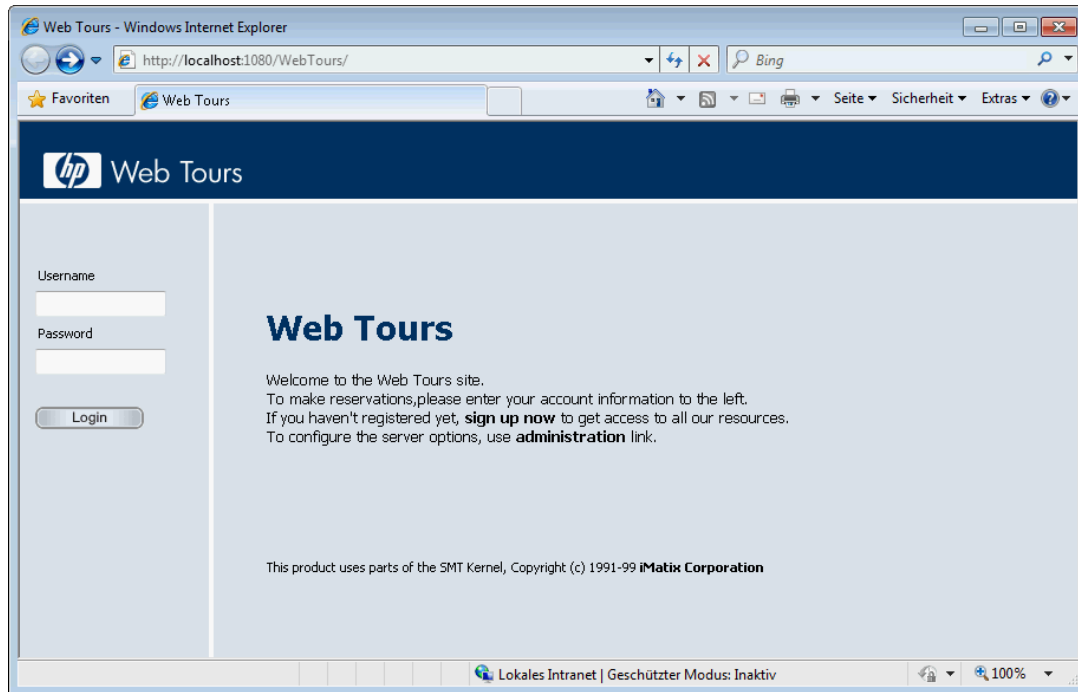 Web Tours - Windows Internet Explorer
http://localhost:1080/WebTours/
Bing
Favoriten
Web Tours
Seite
Sicherheit
Extras
hp Web Tours
Username
Password
Login
Web Tours
Welcome to the Web Tours site.
To make reservations,please enter your account information to the left.
If you haven't registered yet, sign up now to get access to all our resources.
To configure the server options, use administration link.
This product uses parts of the SMT Kernel, Copyright (c) 1991-99 iMatix Corporation
Lokales Intranet | Geschützter Modus: Inaktiv
100%